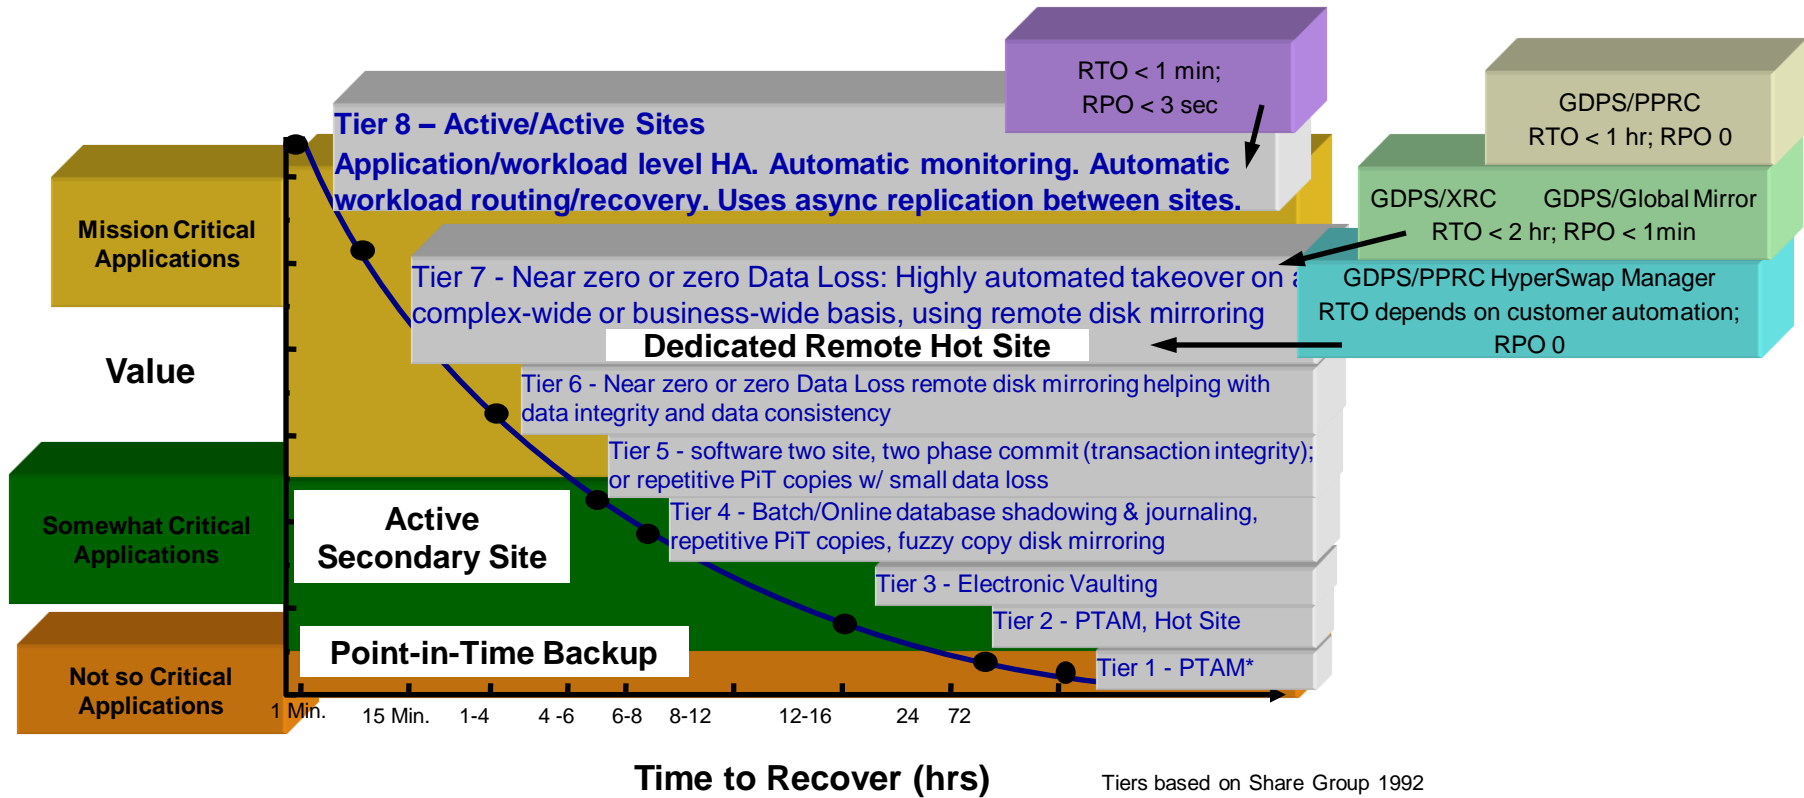 RTO < 1 min;
RPO < 3 sec
GDPS/PPRC
RTO < 1 hr; RPO 0
Tier 8 – Active/Active Sites
Application/workload level HA. Automatic monitoring. Automatic
workload routing/recovery. Uses async replication between sites.
GDPS/XRC GDPS/Global Mirror
RTO < 2 hr; RPO < 1min
Mission Critical
Applications
Tier 7 - Near zero or zero Data Loss: Highly automated takeover on a
complex-wide or business-wide basis, using remote disk mirroring
Dedicated Remote Hot Site
GDPS/PPRC HyperSwap Manager
RTO depends on customer automation;
RPO 0
Value
Tier 6 - Near zero or zero Data Loss remote disk mirroring helping with
data integrity and data consistency
Tier 5 - software two site, two phase commit (transaction integrity);
or repetitive PiT copies w/ small data loss
Somewhat Critical
Applications
Active
Secondary Site
Tier 4 - Batch/Online database shadowing & journaling,
repetitive PiT copies, fuzzy copy disk mirroring
Tier 3 - Electronic Vaulting
Tier 2 - PTAM, Hot Site
Point-in-Time Backup
Tier 1 - PTAM*
Not so Critical
Applications
1 Min. 15 Min. 1-4 4 -6 6-8 8-12 12-16 24 72
Time to Recover (hrs)
Tiers based on Share Group 1992